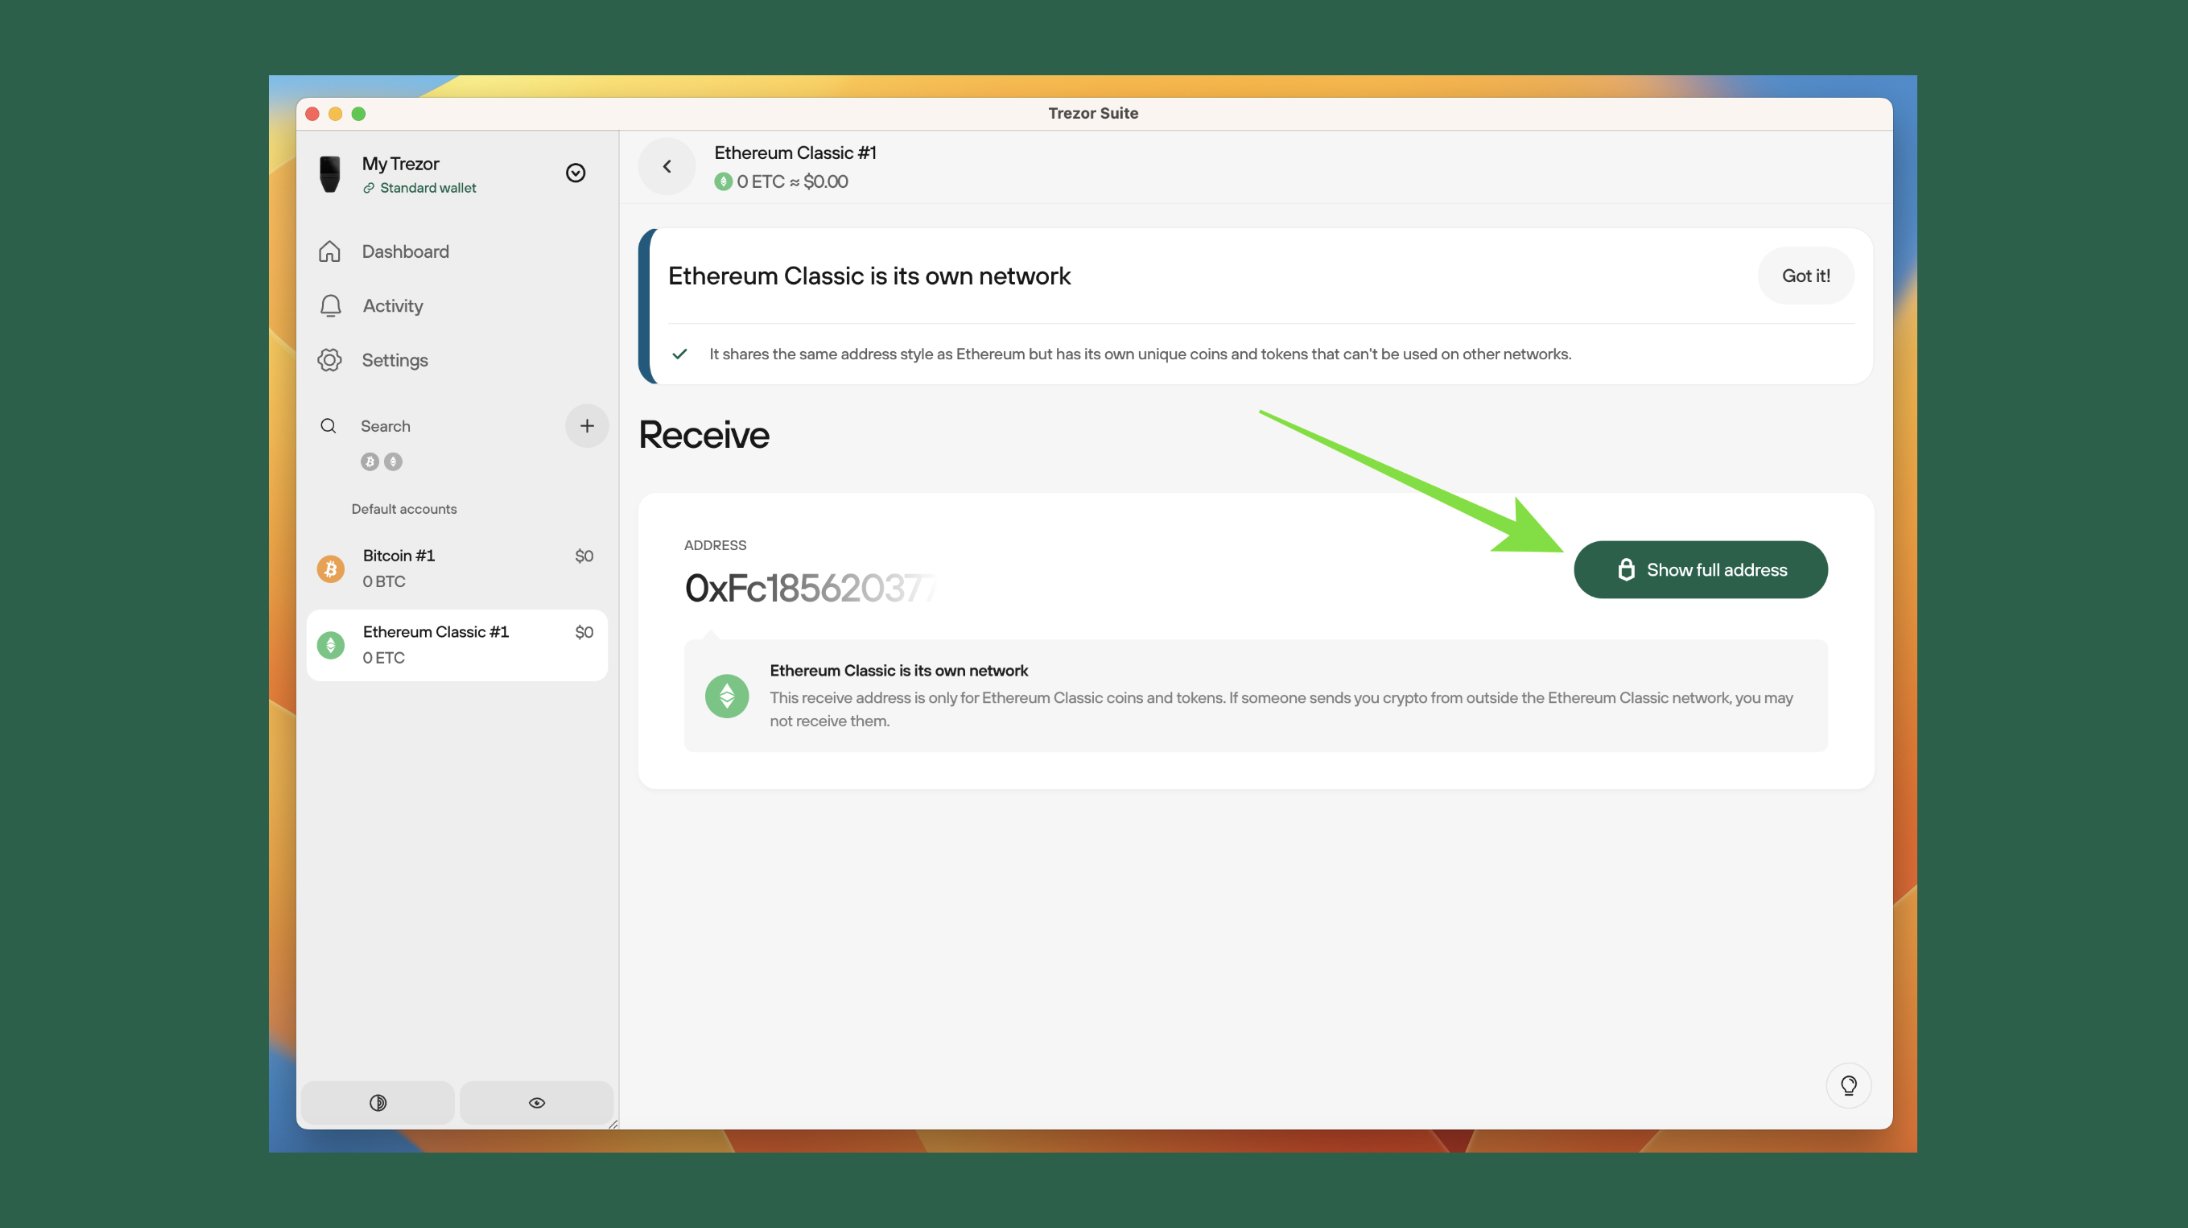 Trezor Suite
My Trezor
Standard wallet
Dashboard
Activity
Settings
Search
Default accounts
Bitcoin #1
$0
0 BTC
Ethereum Classic #1
$0
0 ETC
Ethereum Classic #1
0 ETC ≈ $0.00
Ethereum Classic is its own network
Got it!
It shares the same address style as Ethereum but has its own unique coins and tokens that can't be used on other networks.
Receive
ADDRESS
0xFc185620377
Show full address
Ethereum Classic is its own network
This receive address is only for Ethereum Classic coins and tokens. If someone sends you crypto from outside the Ethereum Classic network, you may
not receive them.